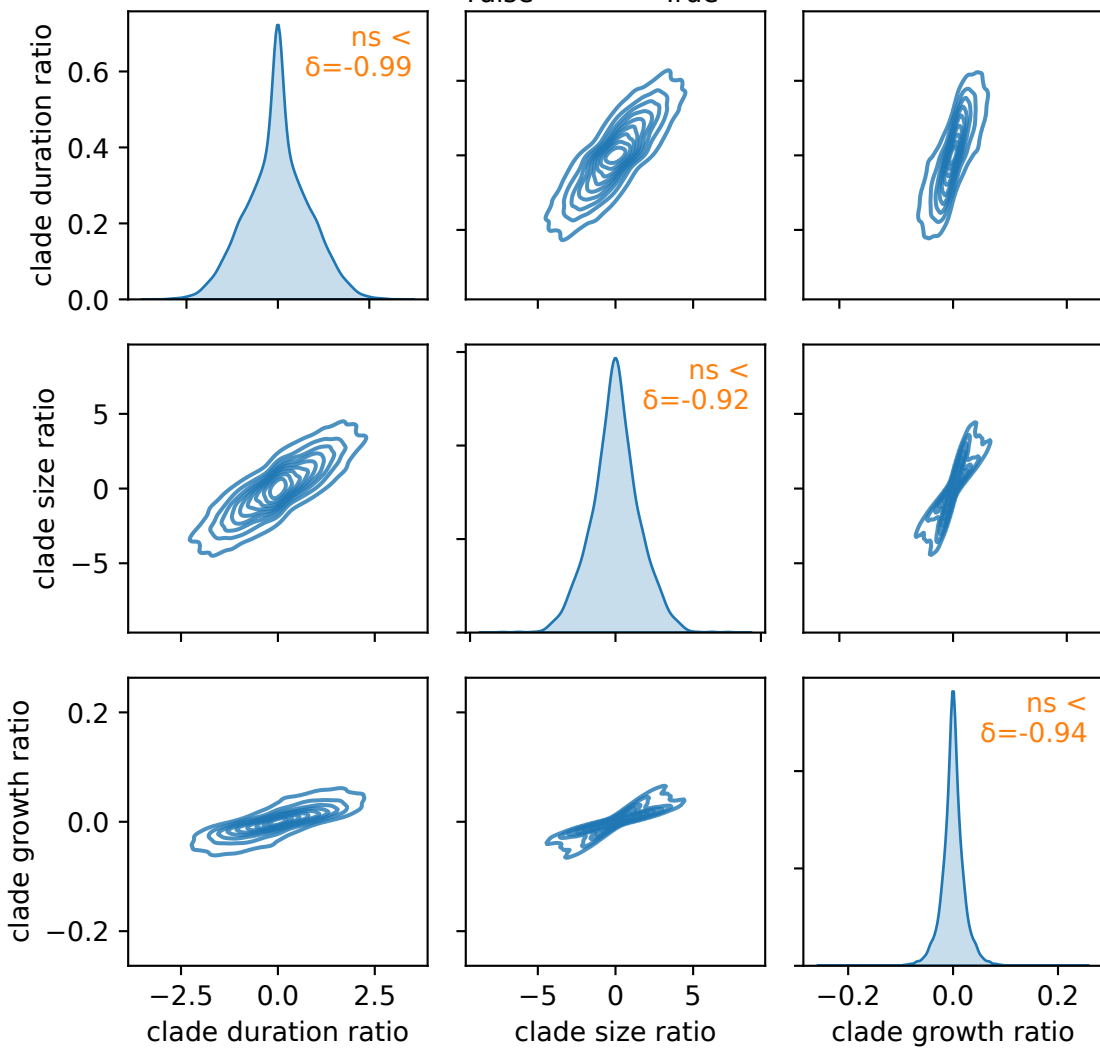 True
clade duration ratio
0.6
0.4
0.2
0.0
ns <
δ=-0.99
clade size ratio
5
0
−5
ns <
δ=-0.92
clade growth ratio
0.2
0.0
−0.2
ns <
δ=-0.94
−2.5 0.0 2.5
−5 0 5
−0.2 0.0 0.2
clade duration ratio
clade size ratio
clade growth ratio